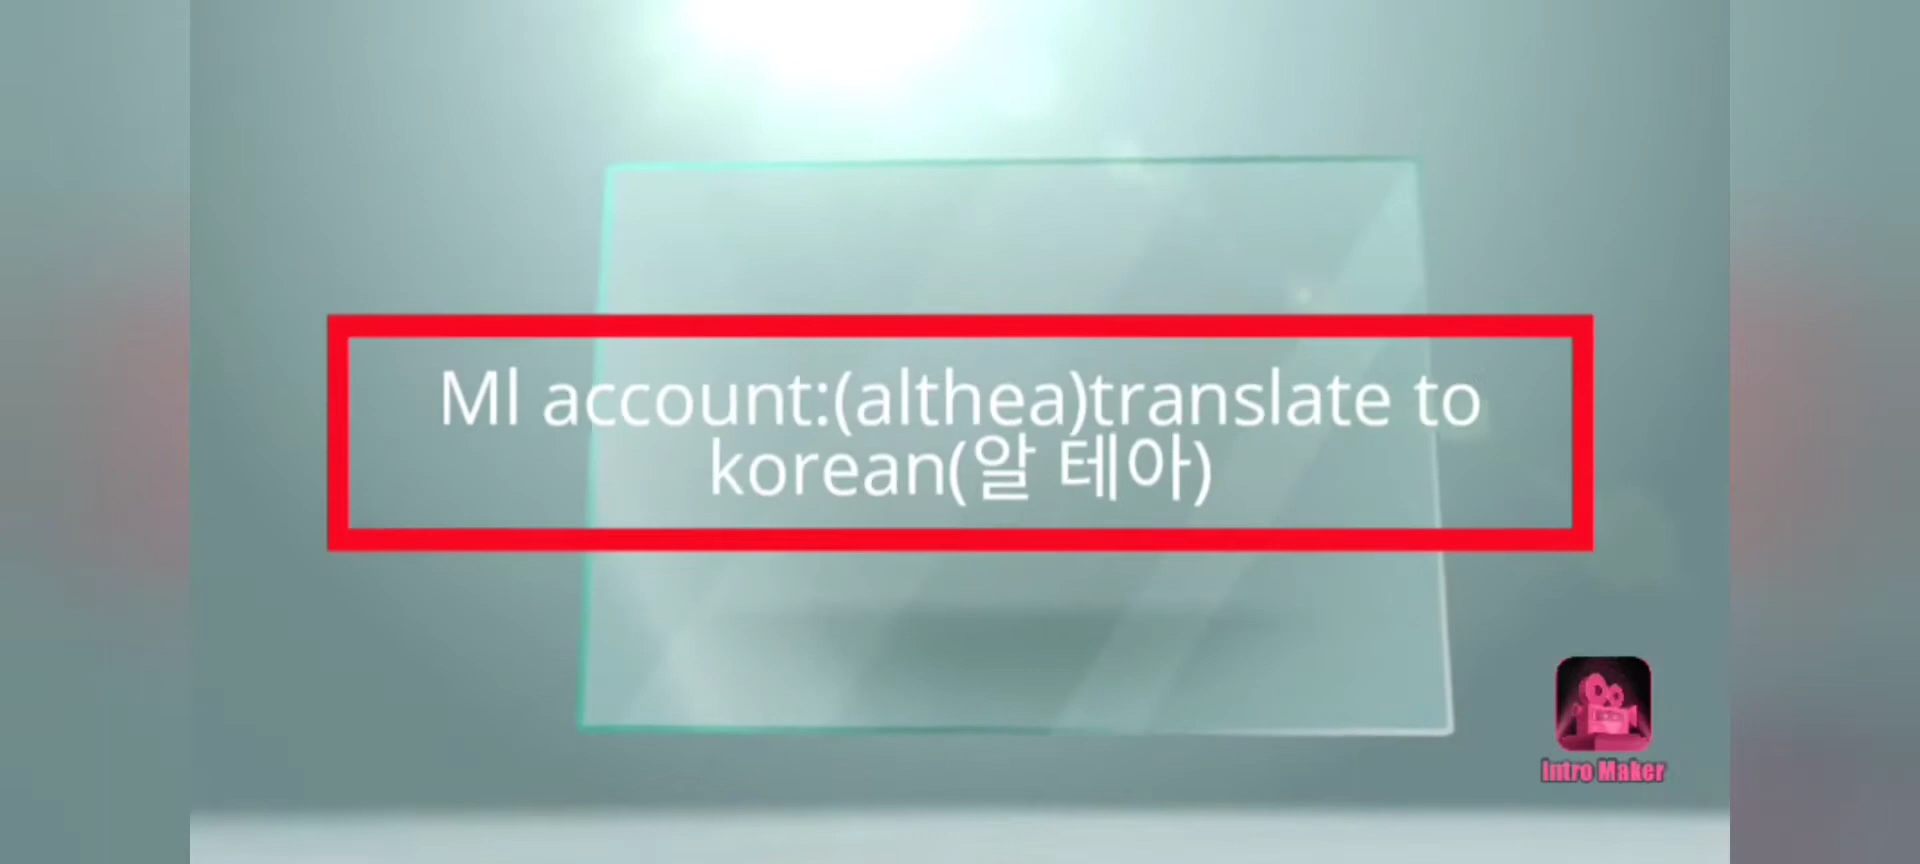 Ml account:(althea)translate to
korean(알 테아)
Intro Maker